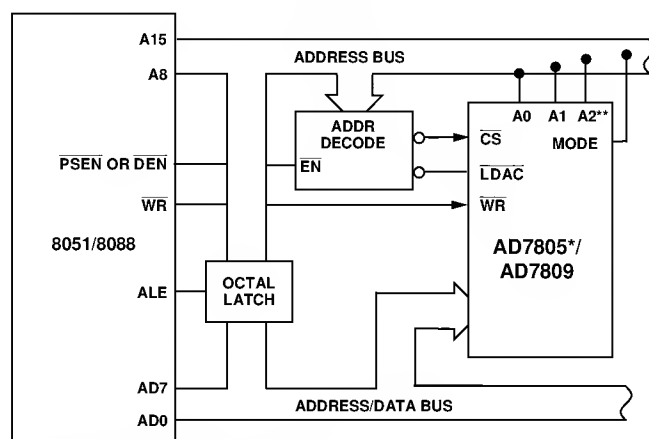 A15
ADDRESS BUS
A8
A0 A1 A2**
ADDR
DECODE
CS
MODE
PSEN OR DEN
EN
LDAC
WR
WR
8051/8088
AD7805*/
AD7809
OCTAL
LATCH
ALE
AD7
ADDRESS/DATA BUS
AD0